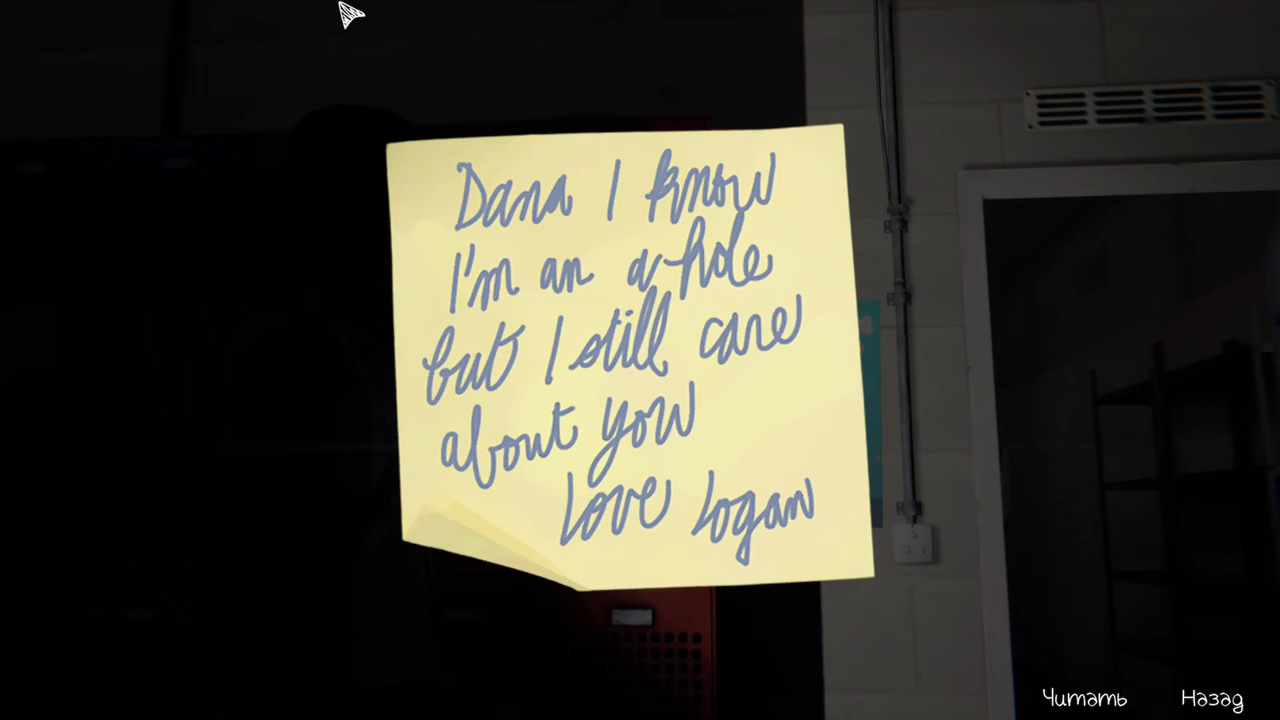 Dana I know
I'm an a-hole
but I still care
about you
Love Logan
Читать Назад